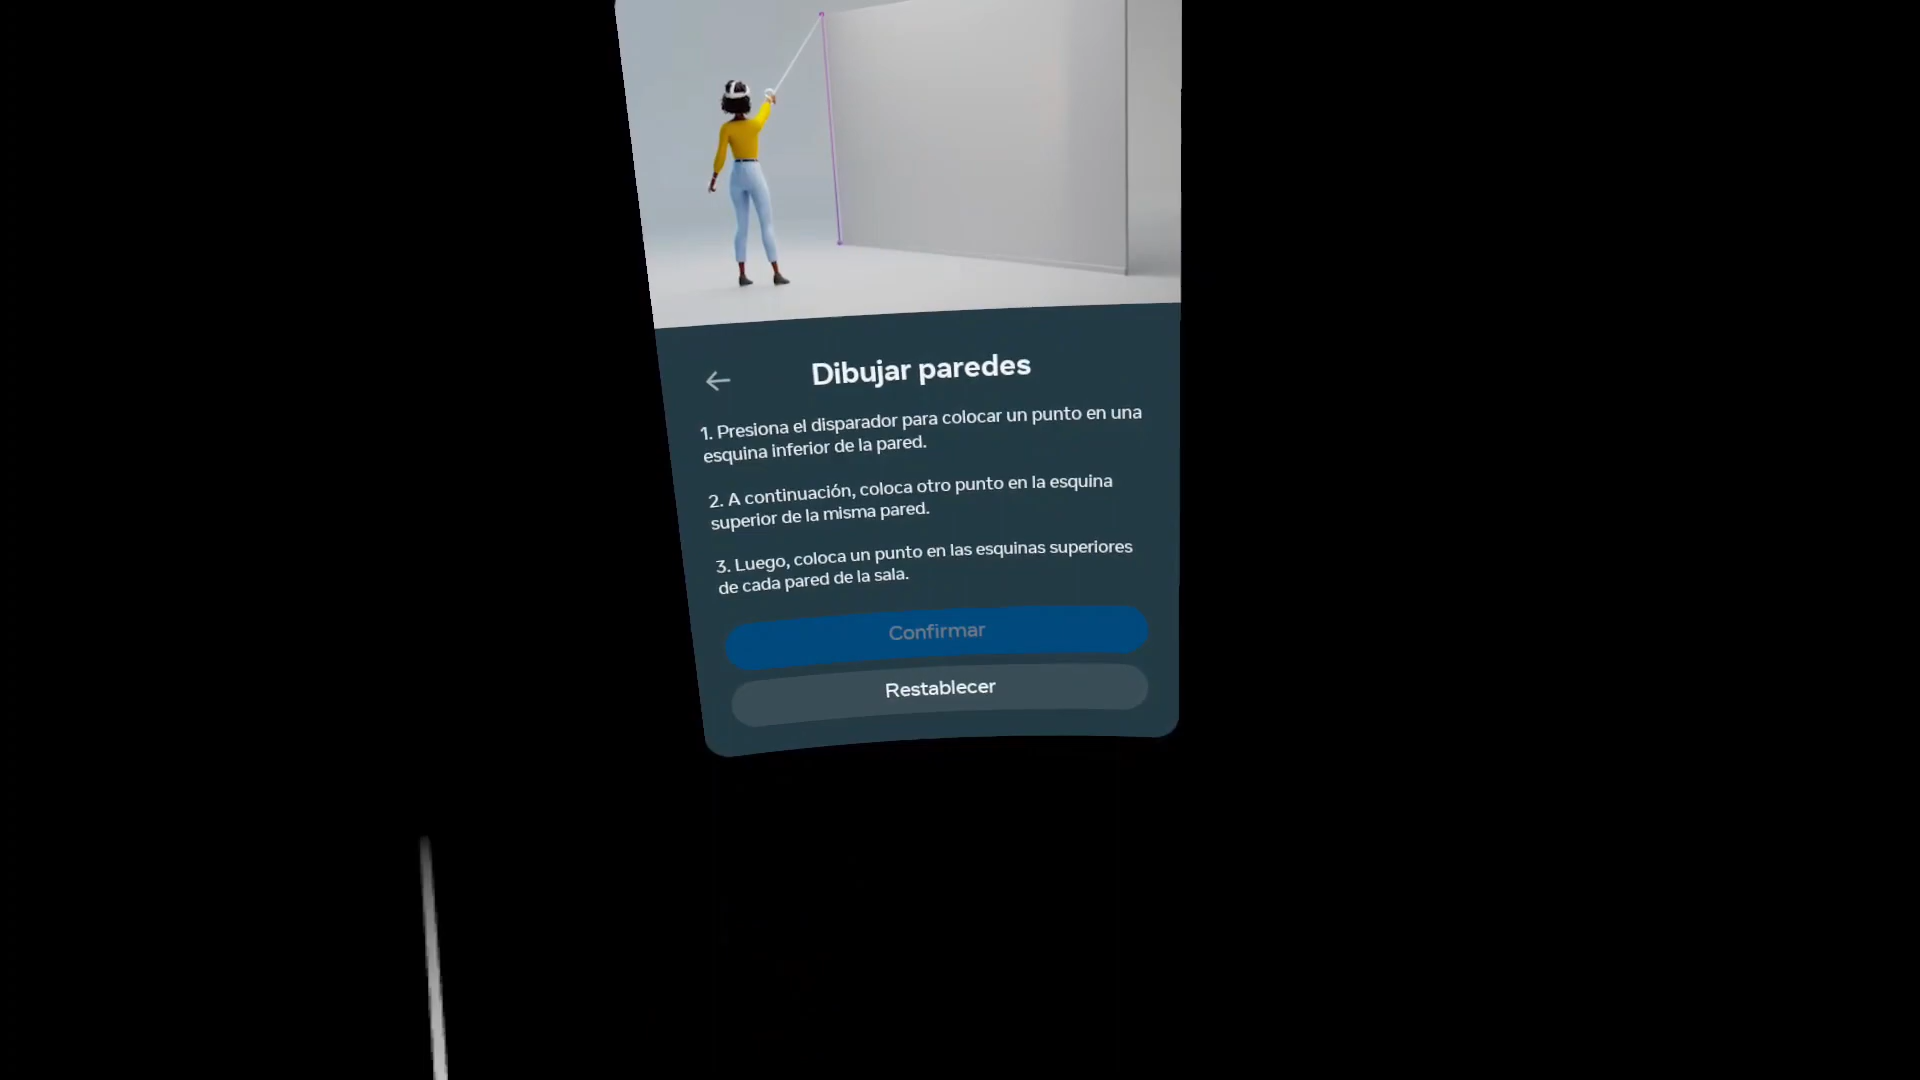 Dibujar paredes
1. Presiona el disparador para colocar un punto en una
esquina inferior de la pared.
2. A continuación, coloca otro punto en la esquina
superior de la misma pared.
3. Luego, coloca un punto en las esquinas superiores
de cada pared de la sala.
Confirmar
Restablecer